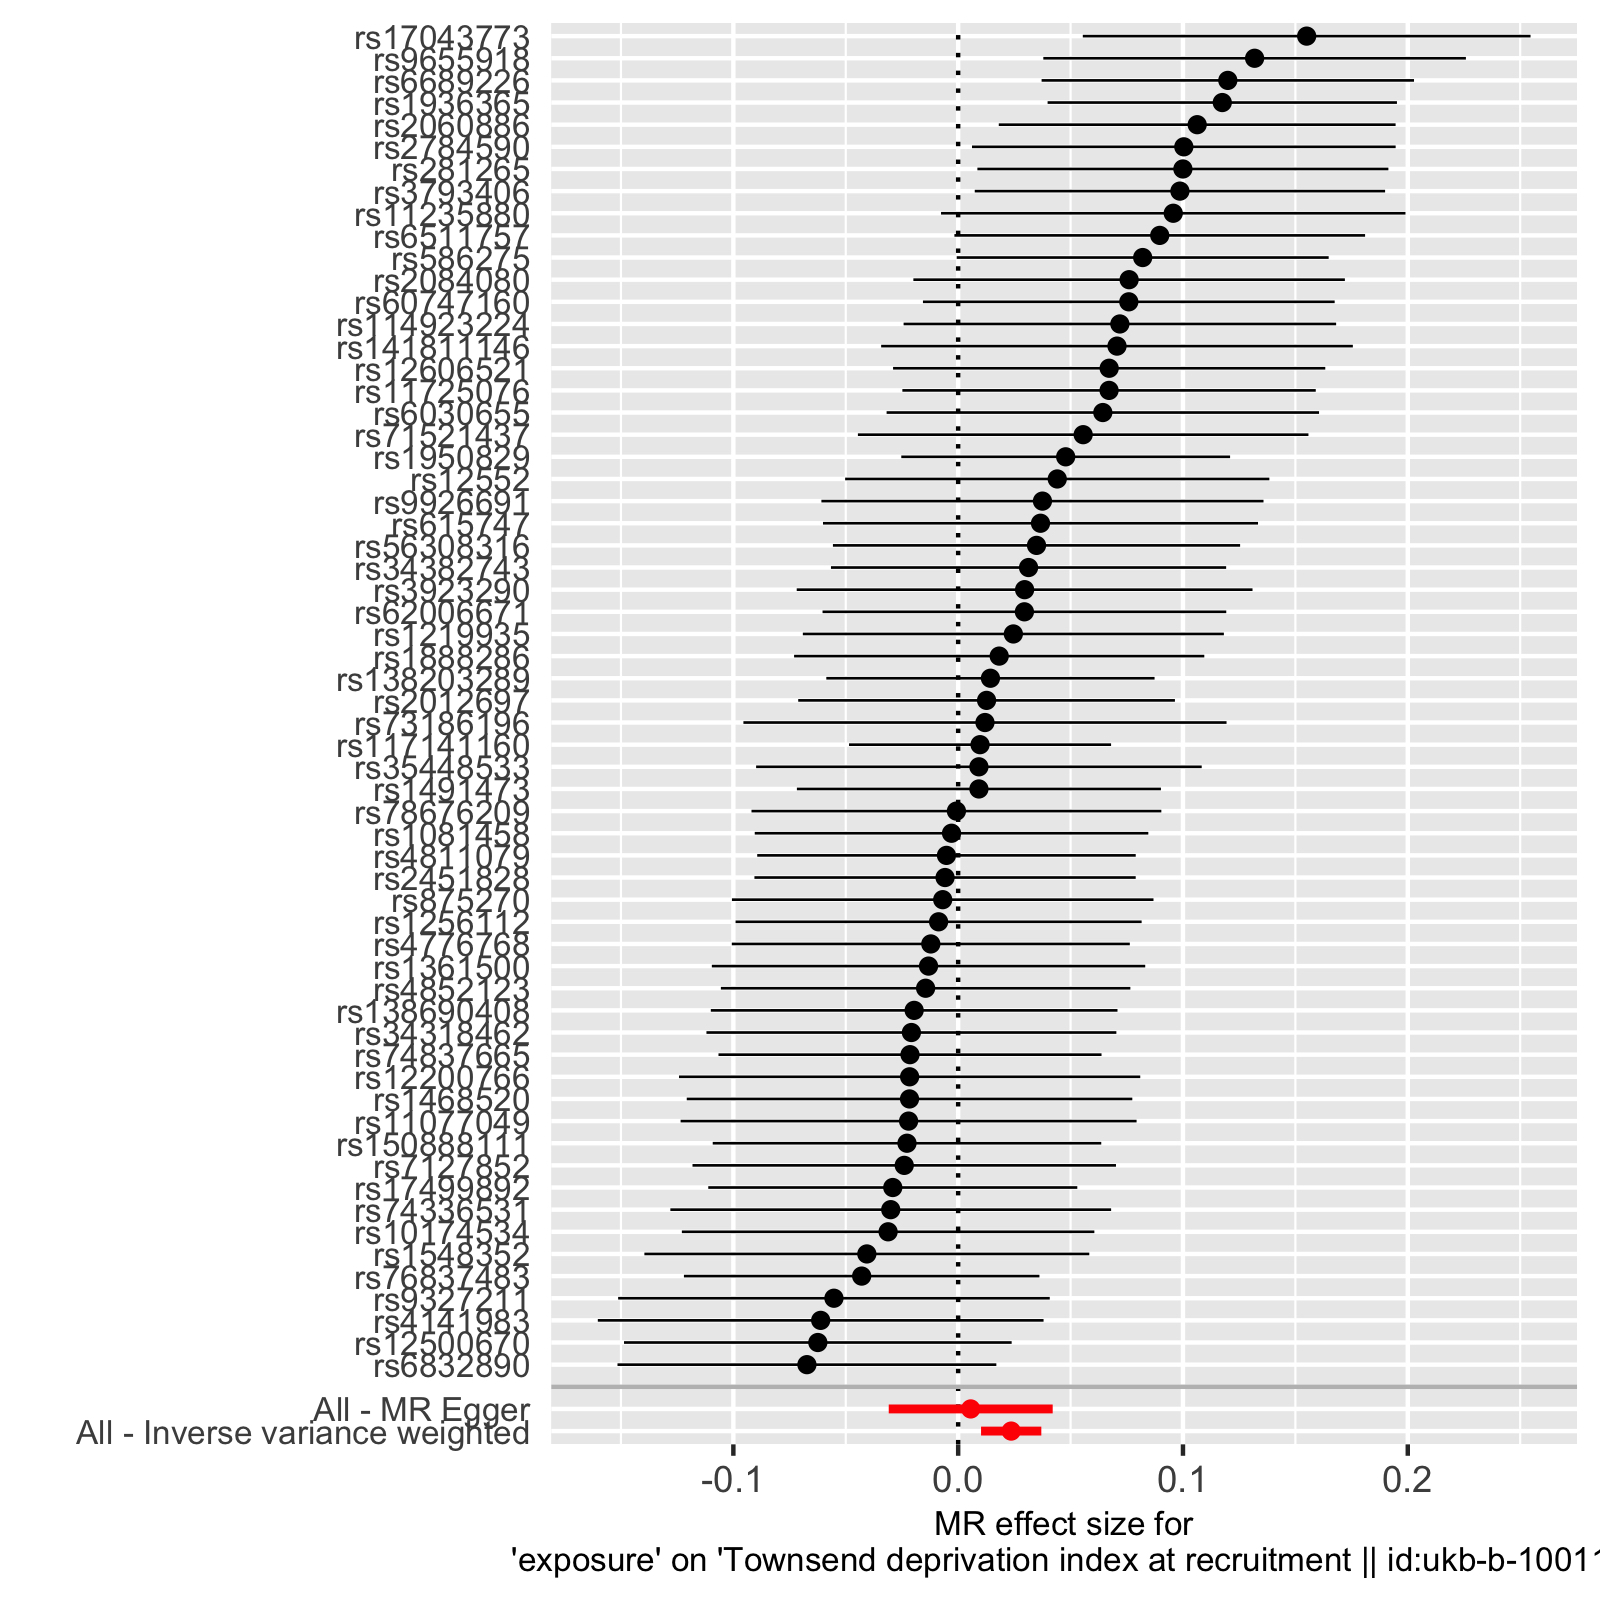 rs17043773
rs9655918
rs6689226
rs1936365
rs2060886
rs2784590
rs281265
rs3793406
rs11235880
rs6511757
rs586275
rs2084080
rs60747160
rs114923224
rs141811146
rs12606521
rs11725076
rs6030655
rs71521437
rs1950829
rs12552
rs9926691
rs615747
rs56308316
rs34382743
rs3923290
rs62006671
rs1219935
rs1888286
rs138203289
rs2012697
rs73186196
rs117141160
rs35448533
rs1491473
rs78676209
rs1081458
rs4811079
rs2451828
rs875270
rs1256112
rs4776768
rs1361500
rs4852123
rs138690408
rs34318462
rs74837665
rs12200766
rs1468520
rs11077049
rs150888111
rs7127852
rs17499892
rs74336531
rs10174534
rs1548352
rs76837483
rs9327211
rs4141983
rs12500670
rs6832890
All - MR Egger
All - Inverse variance weighted
-0.1 0.0 0.1 0.2
MR effect size for
'exposure' on 'Townsend deprivation index at recruitment || id:ukb-b-10011